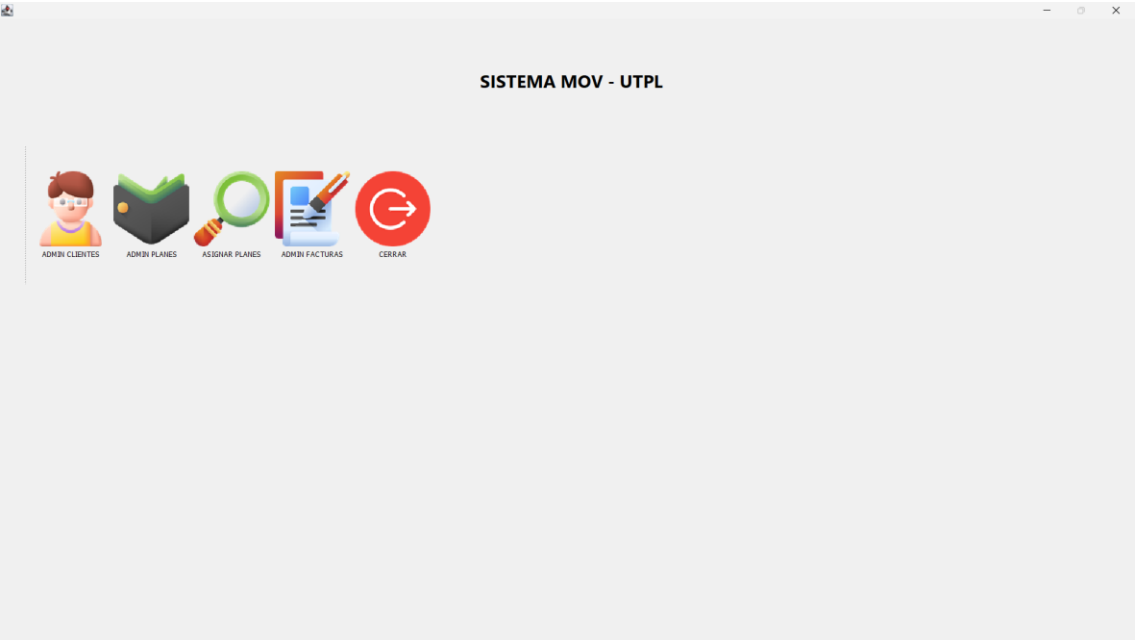 SISTEMA MOV - UTPL
ADMIN CLIENTES
ADMIN PLANES
ASIGNAR PLANES
ADMIN FACTURAS
CERRAR